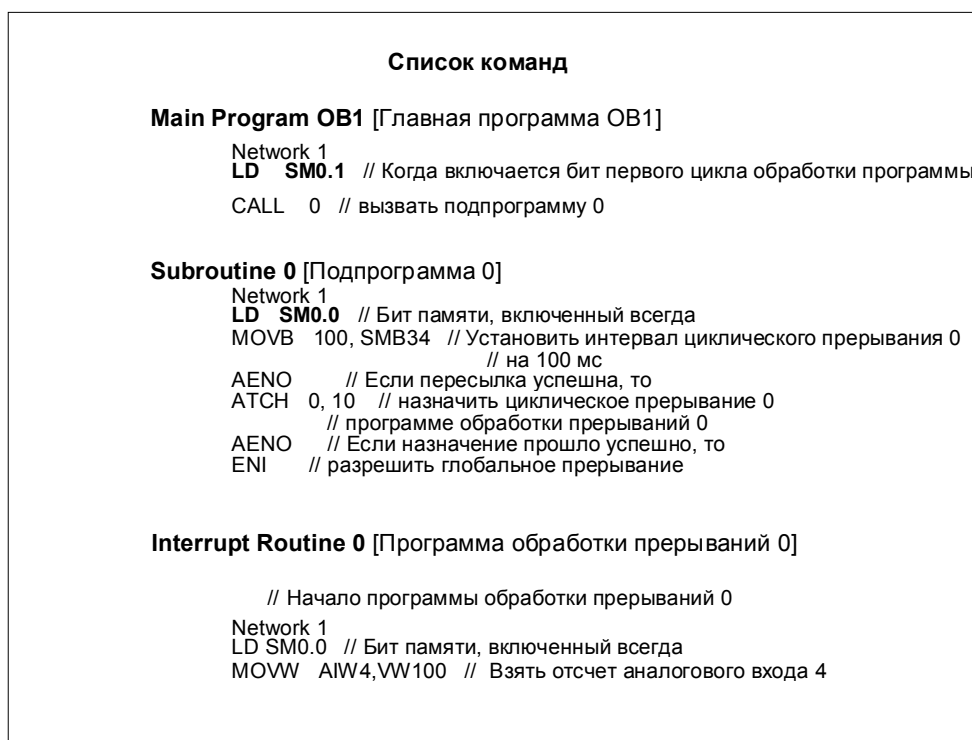 Список команд
Main Program OB1 [Главная программа OB1]
Network 1
LD SM0.1 // Когда включается бит первого цикла обработки программы
CALL 0 // вызвать подпрограмму 0
Subroutine 0 [Подпрограмма 0]
Network 1
LD SM0.0 // Бит памяти, включенный всегда
MOVB 100, SMB34 // Установить интервал циклического прерывания 0
// на 100 мс
AENO // Если пересылка успешна, то
ATCH 0, 10 // назначить циклическое прерывание 0
// программе обработки прерываний 0
AENO // Если назначение прошло успешно, то
ENI // разрешить глобальное прерывание
Interrupt Routine 0 [Программа обработки прерываний 0]
// Начало программы обработки прерываний 0
Network 1
LD SM0.0 // Бит памяти, включенный всегда
MOVW AIW4,VW100 // Взять отсчет аналогового входа 4